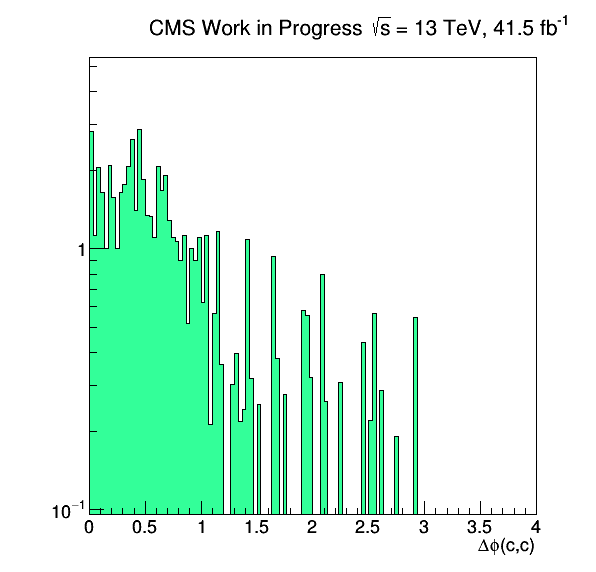 CMS Work in Progress √s = 13 TeV, 41.5 fb⁻¹
1
10⁻¹
0 0.5 1 1.5 2 2.5 3 3.5 4
Δϕ(c,c)